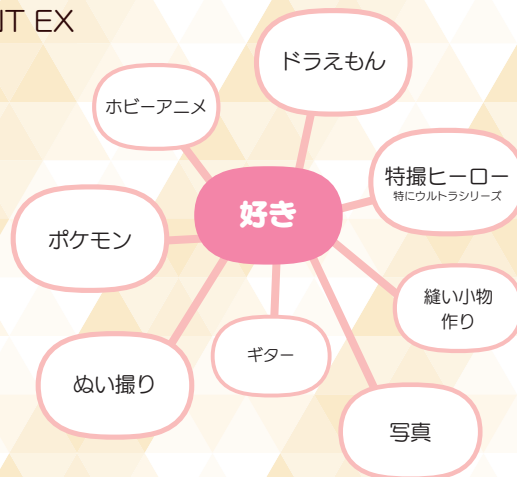 NT EX
ドラえもん
ホビーアニメ
特撮ヒーロー
特にウルトラシリーズ
好き
ポケモン
縫い小物
作り
ギター
ぬい撮り
写真